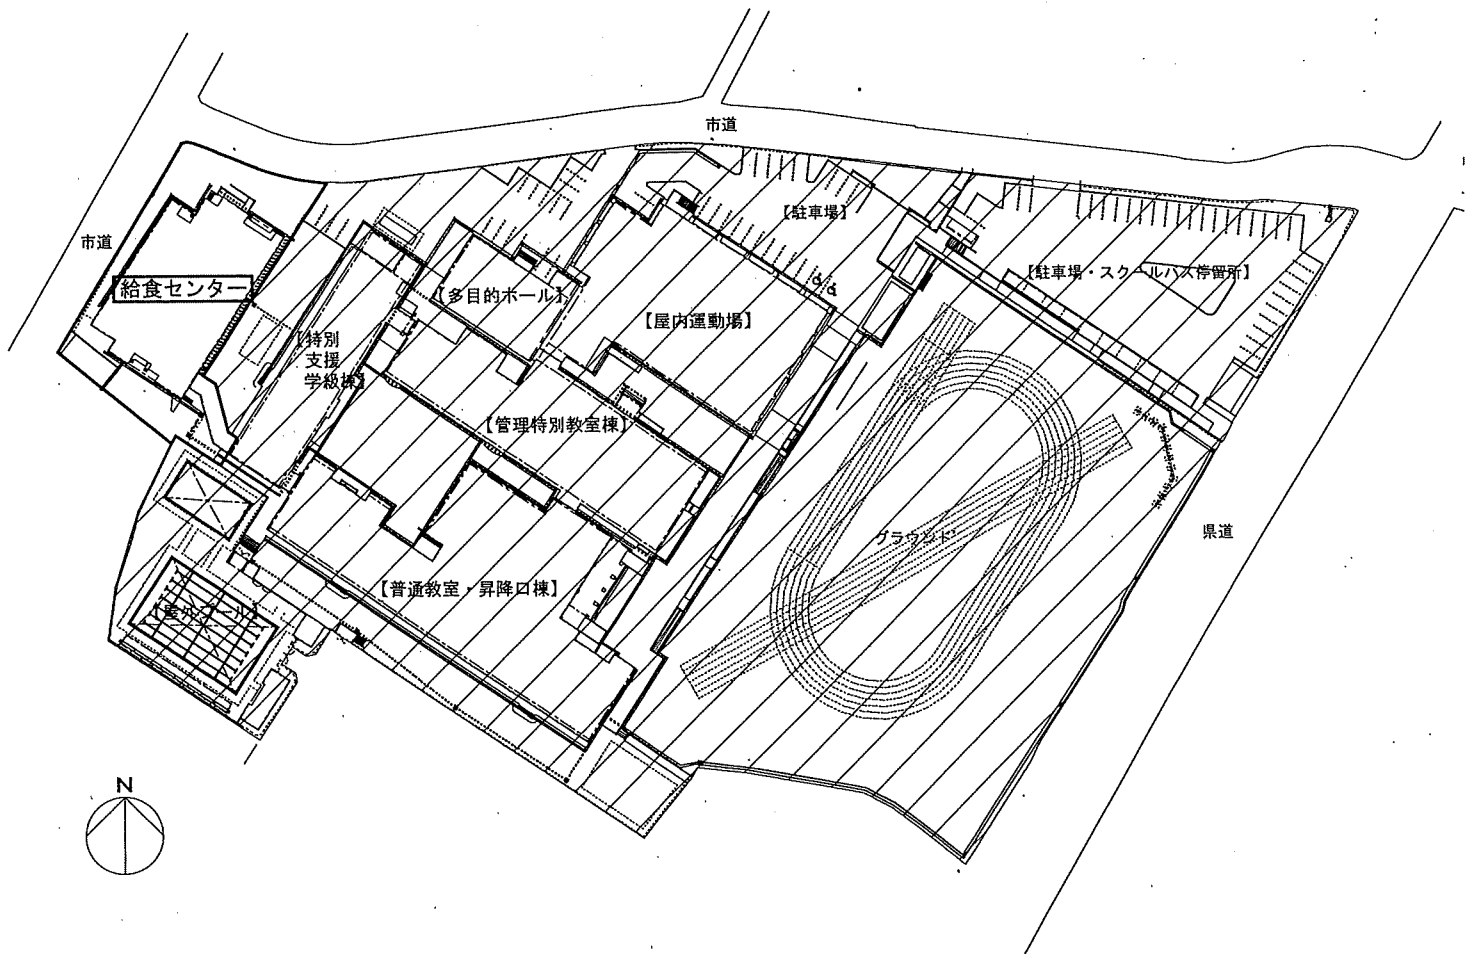 市道
【駐車場】
市道
【駐車場・スクールバス停留所】
給食センター
【多目的ホール】
【屋内運動場】
【特別
支援
学級棟】
【管理特別教室棟】
県道
グラウンド
【普通教室・昇降口棟】
【屋外プール】
N